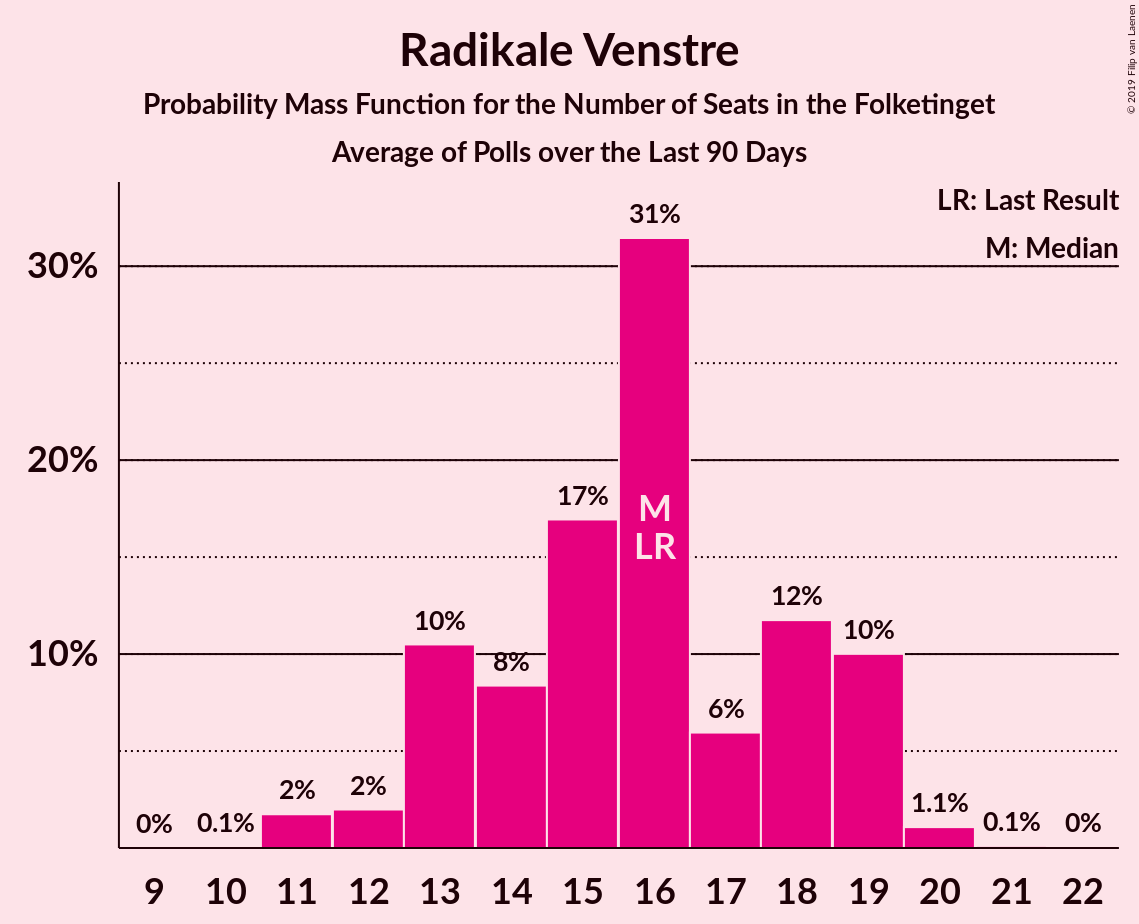 Radikale Venstre
Probability Mass Function for the Number of Seats in the Folketinget
Average of Polls over the Last 90 Days
© 2019 Filip van Laenen
LR: Last Result
M: Median
30%
20%
10%
0%
0.1%
2%
2%
10%
8%
17%
31%
6%
12%
10%
1.1%
0.1%
0%
M
LR
9 10 11 12 13 14 15 16 17 18 19 20 21 22